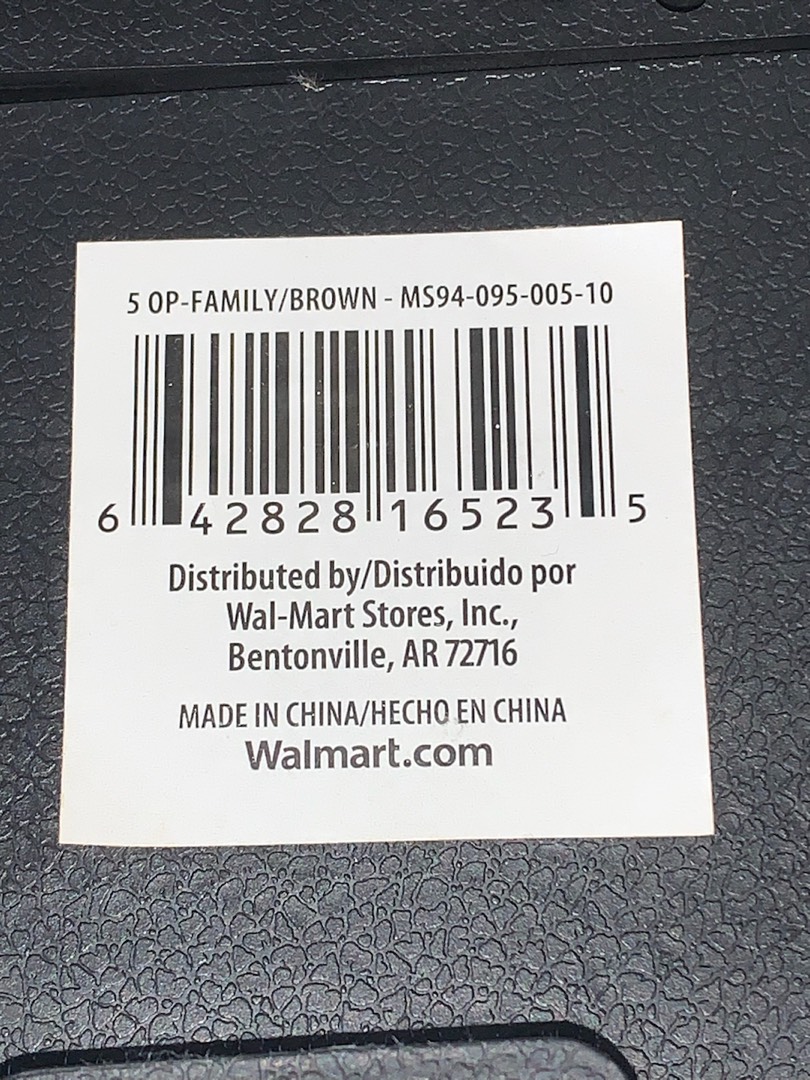 5 OP-FAMILY/BROWN - MS94-095-005-10
6 42828 16523 5
Distributed by/Distribuido por
Wal-Mart Stores, Inc.,
Bentonville, AR 72716
MADE IN CHINA/HECHO EN CHINA
Walmart.com